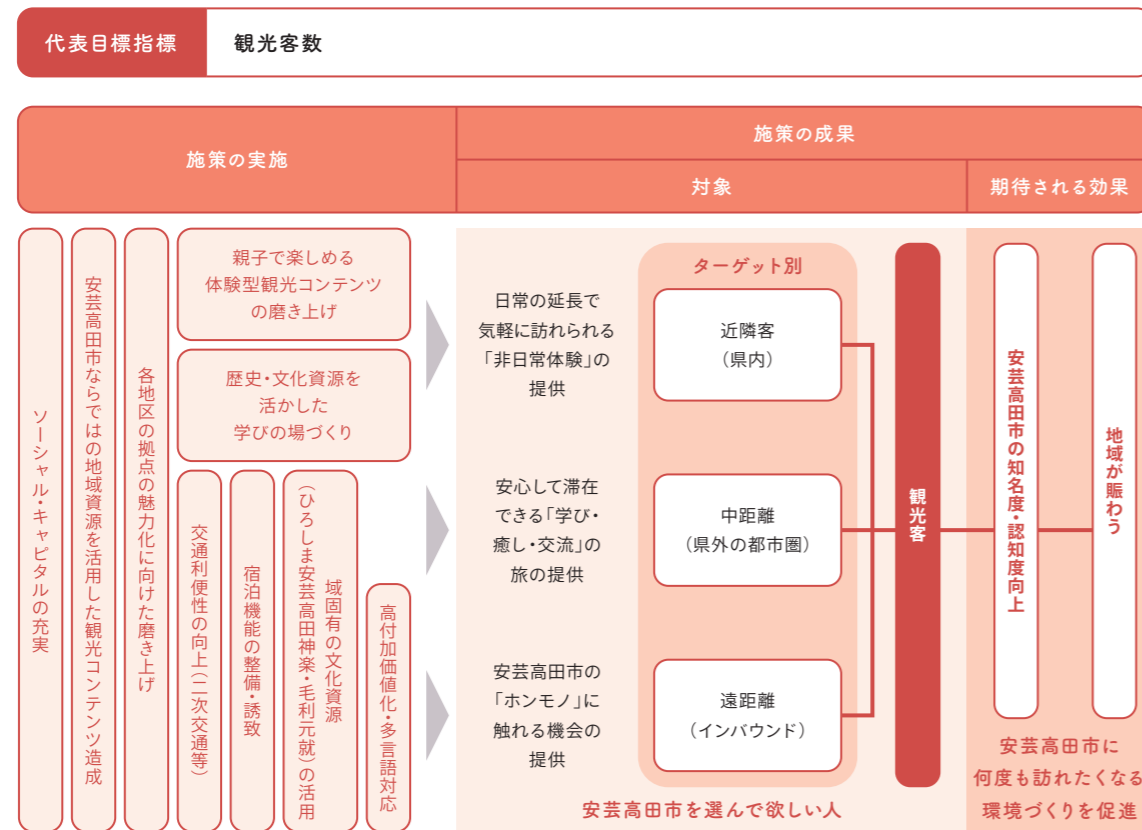 代表目標指標
観光客数
施策の実施
施策の成果
対象
期待される効果
ソーシャル・キャピタルの充実
安芸高田市ならではの地域資源を活用した観光コンテンツ造成
各地区の拠点の魅力化に向けた磨き上げ
親子で楽しめる
体験型観光コンテンツ
の磨き上げ
歴史・文化資源を
活かした
学びの場づくり
交通利便性の向上(二次交通等)
宿泊機能の整備・誘致
域固有の文化資源
(ひろしま安芸高田神楽・毛利元就)の活用
高付加価値化・多言語対応
日常の延長で
気軽に訪れられる
「非日常体験」の
提供
安心して滞在
できる「学び・
癒し・交流」の
旅の提供
安芸高田市の
「ホンモノ」に
触れる機会の
提供
ターゲット別
近隣客
(県内)
中距離
(県外の都市圏)
遠距離
(インバウンド)
安芸高田市を選んで欲しい人
観光客
安芸高田市の知名度・認知度向上
地域が賑わう
安芸高田市に
何度も訪れたくなる
環境づくりを促進